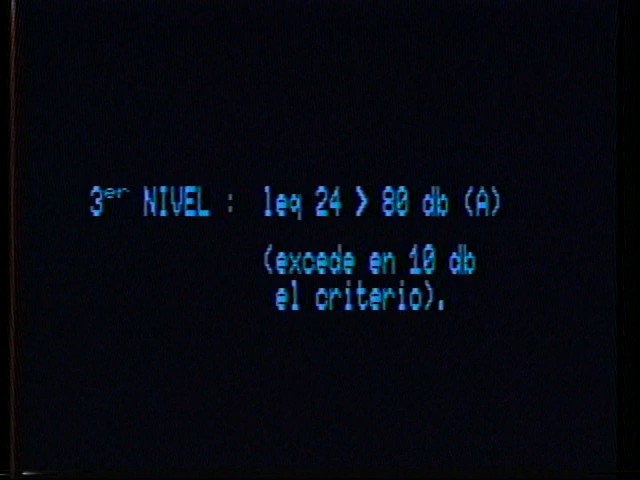 3er NIVEL : leq 24 > 80 db (A)
(excede en 10 db
el criterio).